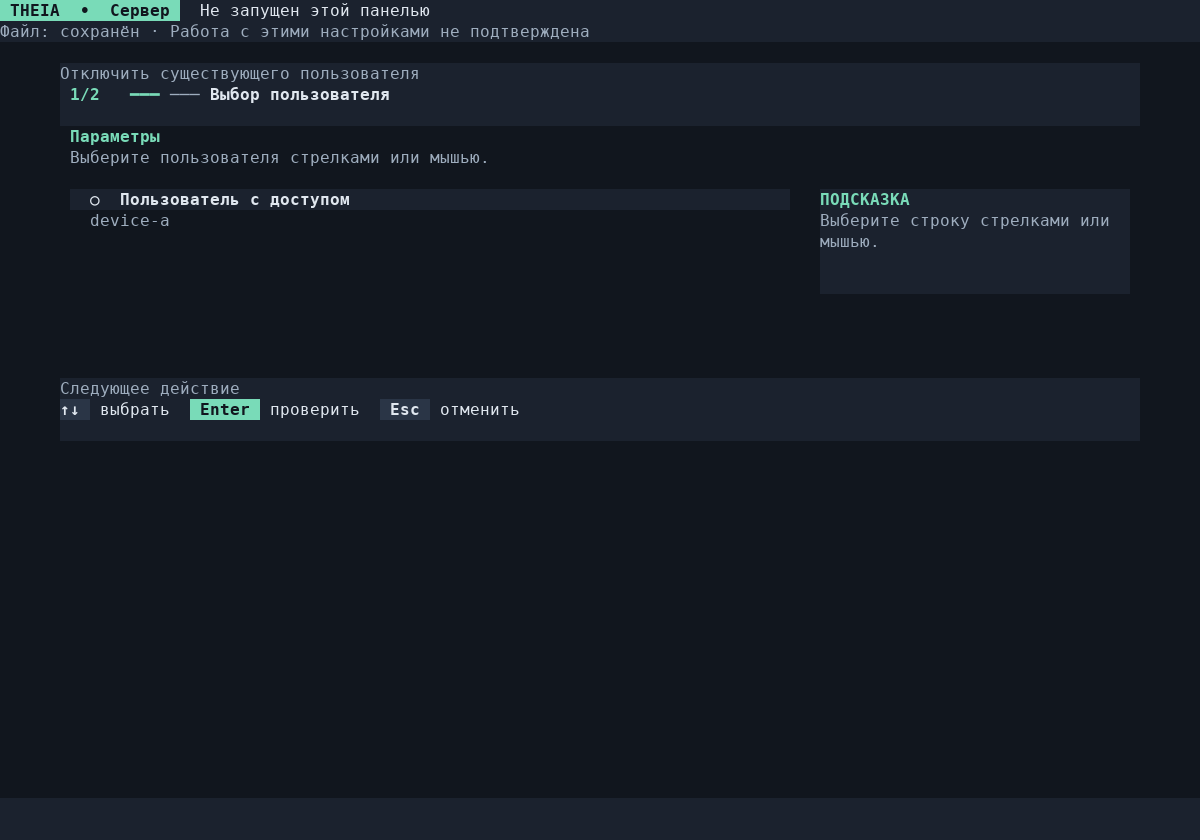 THEIA • Сервер Не запущен этой панелью
Файл: сохранён · Работа с этими настройками не подтверждена
Отключить существующего пользователя
1/2 ━━━ ─── Выбор пользователя
Параметры
Выберите пользователя стрелками или мышью.
○ Пользователь с доступом
device-a
ПОДСКАЗКА
Выберите строку стрелками или
мышью.
Следующее действие
↑↓ выбрать Enter проверить Esc отменить